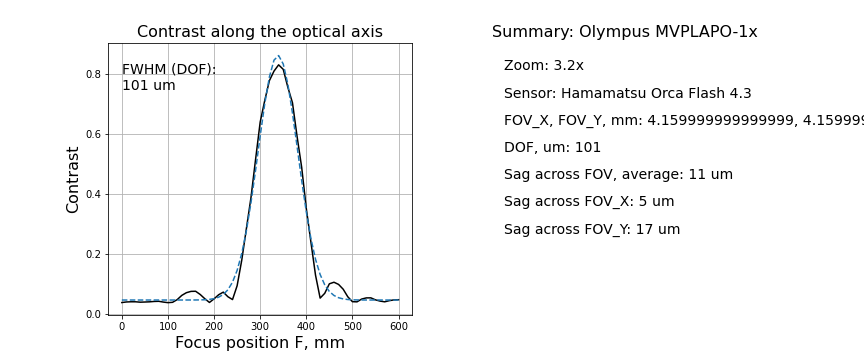 Contrast along the optical axis
FWHM (DOF):
101 um
Contrast
0.8
0.6
0.4
0.2
0.0
0 100 200 300 400 500 600
Focus position F, mm
Summary: Olympus MVPLAPO-1x
Zoom: 3.2x
Sensor: Hamamatsu Orca Flash 4.3
FOV_X, FOV_Y, mm: 4.159999999999999, 4.15999
DOF, um: 101
Sag across FOV, average: 11 um
Sag across FOV_X: 5 um
Sag across FOV_Y: 17 um